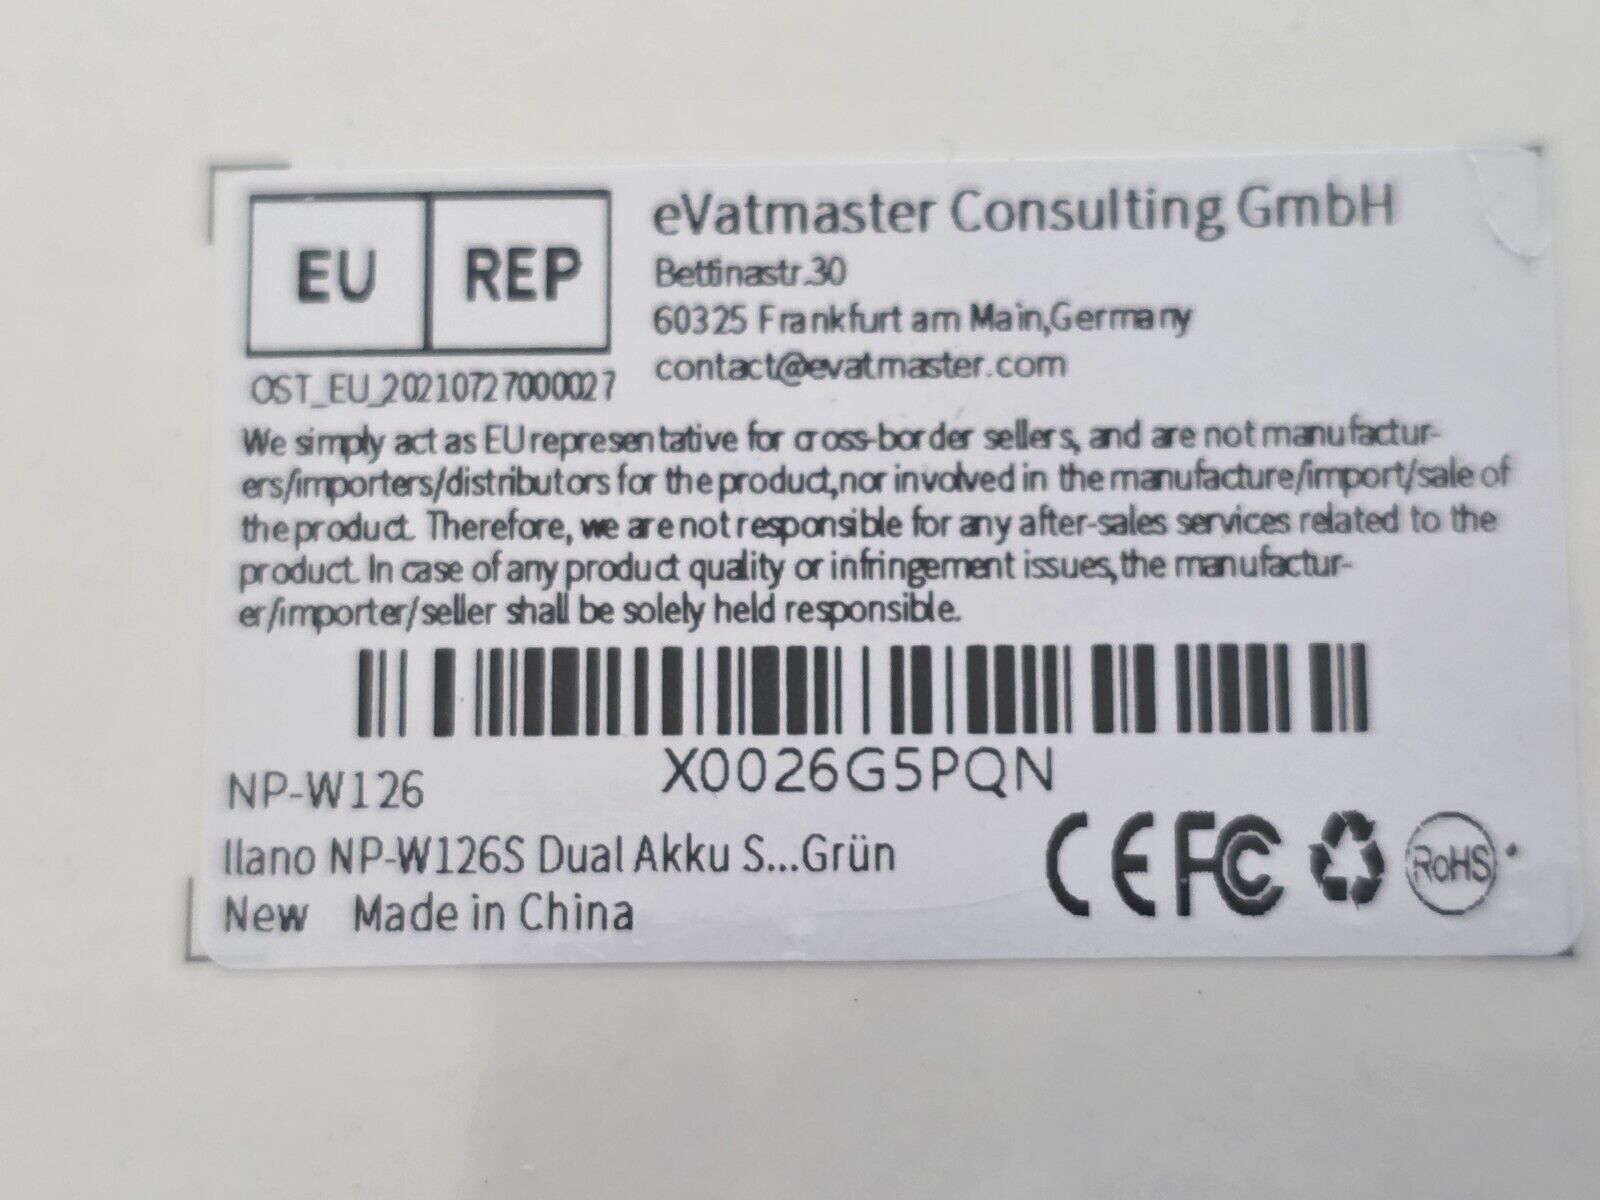 EU REP
eVatmaster Consulting GmbH
Bettinastr.30
60325 Frankfurt am Main,Germany
contact@evatmaster.com
OST_EU_20210727000027
We simply act as EU representative for cross-border sellers, and are not manufactur-
ers/importers/distributors for the product,nor involved in the manufacture/import/sale of
the product. Therefore, we are not responsible for any after-sales services related to the
product. In case of any product quality or infringement issues,the manufactur-
er/importer/seller shall be solely held responsible.
X0026G5PQN
NP-W126
llano NP-W126S Dual Akku S...Grün
New Made in China
CE FC RoHS